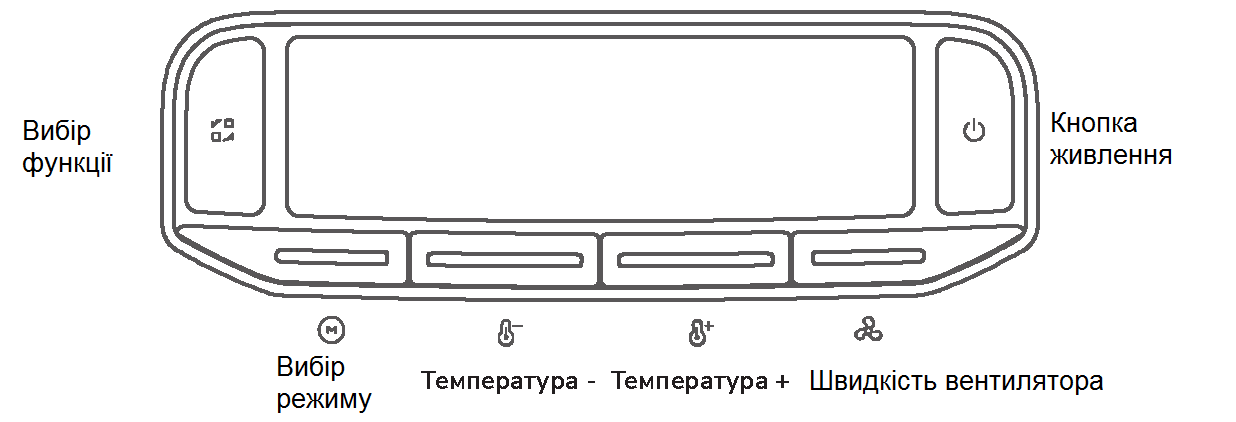 Вибір
функції
Кнопка
живлення
M
Вибір
режиму
Температура -
Температура +
Швидкість вентилятора